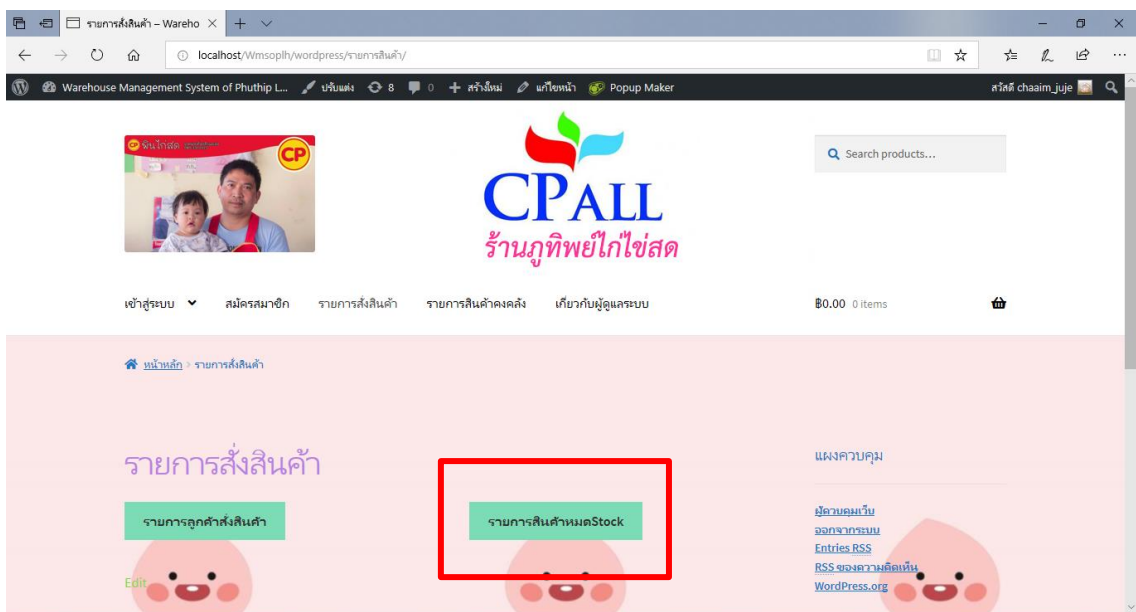 รายการสั่งสินค้า – Wareho
localhost/Wmsoplh/wordpress/รายการสินค้า/
Warehouse Management System of Phuthip L... ปรับแต่ง 8 0 สร้างใหม่ แก้ไขหน้า Popup Maker สวัสดี chaaim_juje
CP
CP
CPALL
ร้านภูทิพย์ไก่ไข่สด
Search products...
เข้าสู่ระบบ สมัครสมาชิก รายการสั่งสินค้า รายการสินค้าคงคลัง เกี่ยวกับผู้ดูแลระบบ ฿0.00 0 items
หน้าหลัก › รายการสั่งสินค้า
รายการสั่งสินค้า
รายการลูกค้าสั่งสินค้า
รายการสินค้าหมดStock
Edit
แผงควบคุม
ผู้ควบคุมเว็บ
ออกจากระบบ
Entries RSS
RSS ของความคิดเห็น
WordPress.org